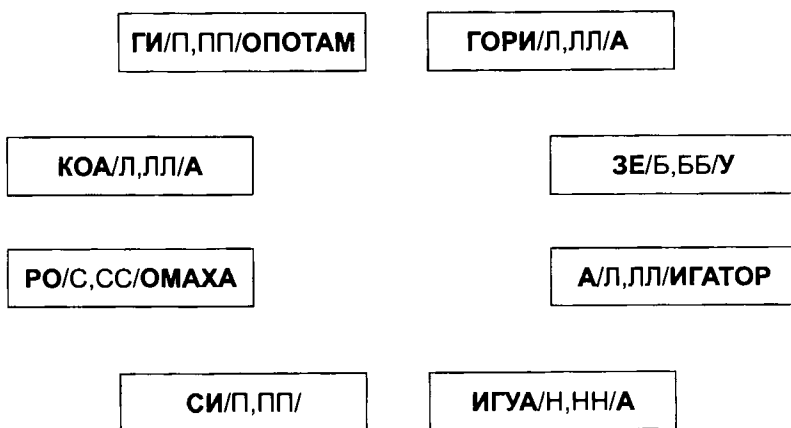 ГИ/П,ПП/ОПОТАМ
ГОРИ/Л,ЛЛ/А
КОА/Л,ЛЛ/А
ЗЕ/Б,ББ/У
РО/С,СС/ОМАХА
А/Л,ЛЛ/ИГАТОР
СИ/П,ПП/
ИГУА/Н,НН/А